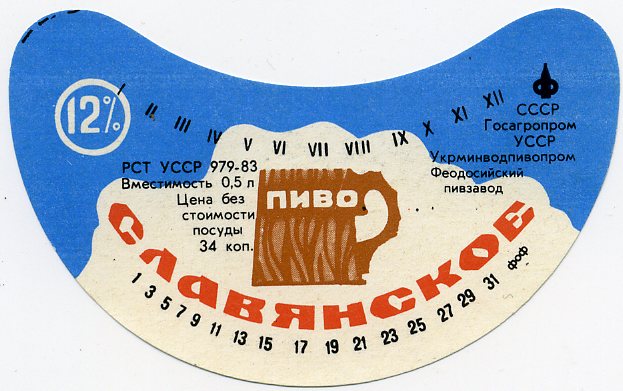 12%
I II III IV V VI VII VIII IX X XI XII
СССР
Госагропром
УССР
Укрминводпивопром
Феодосийский
пивзавод
РСТ УССР 979-83
Вместимость 0,5 л
Цена без
стоимости
посуды
34 коп.
ПИВО
СЛАВЯНСКОЕ
1 3 5 7 9 11 13 15 17 19 21 23 25 27 29 31 фоф